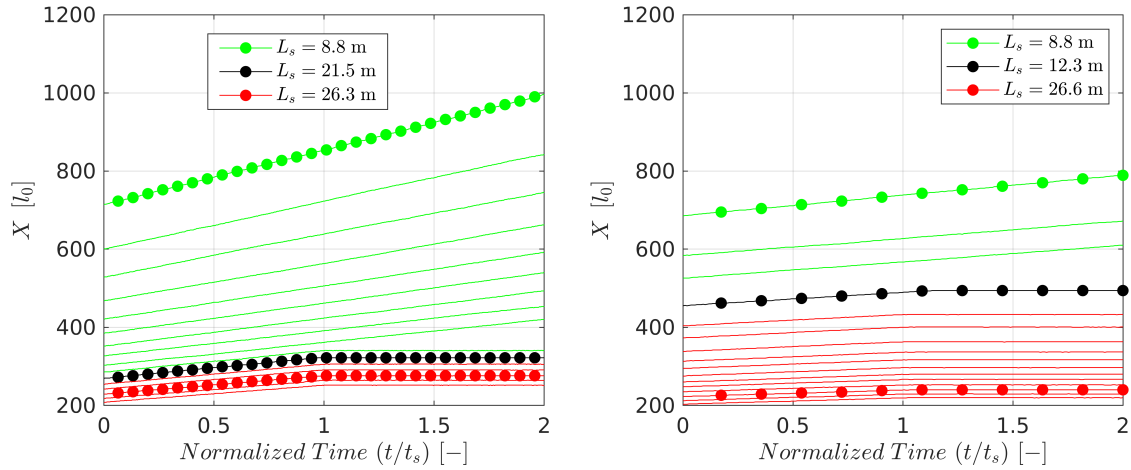 1200
1000
800
600
400
200
0
0.5
1
1.5
2
X [l₀]
Normalized Time (t/tₛ) [−]
Lₛ = 8.8 m
Lₛ = 21.5 m
Lₛ = 26.3 m
1200
1000
800
600
400
200
0
0.5
1
1.5
2
X [l₀]
Normalized Time (t/tₛ) [−]
Lₛ = 8.8 m
Lₛ = 12.3 m
Lₛ = 26.6 m